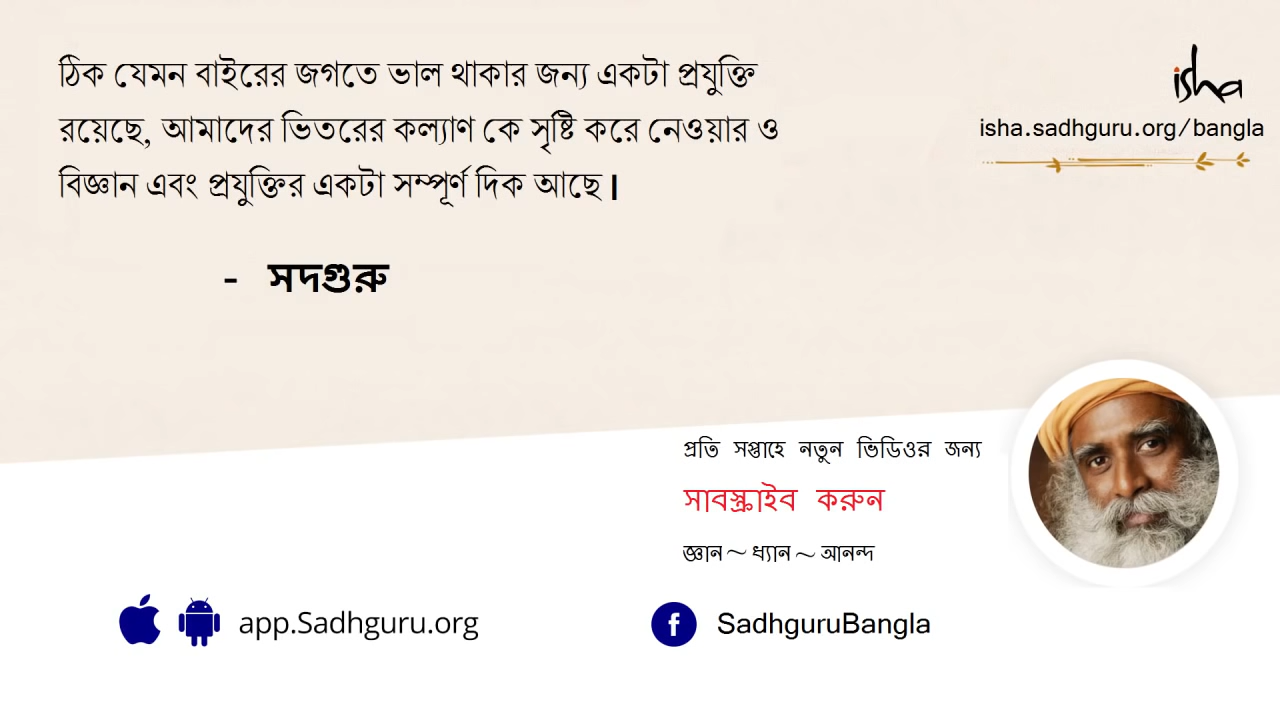 ঠিক যেমন বাইরের জগতে ভাল থাকার জন্য একটা প্রযুক্তি
রয়েছে, আমাদের ভিতরের কল্যাণ কে সৃষ্টি করে নেওয়ার ও
বিজ্ঞান এবং প্রযুক্তির একটা সম্পূর্ণ দিক আছে।
- সদগুরু
isha
isha.sadhguru.org/bangla
প্রতি সপ্তাহে নতুন ভিডিওর জন্য
সাবস্ক্রাইব করুন
জ্ঞান ~ ধ্যান ~ আনন্দ
app.Sadhguru.org
f SadhguruBangla